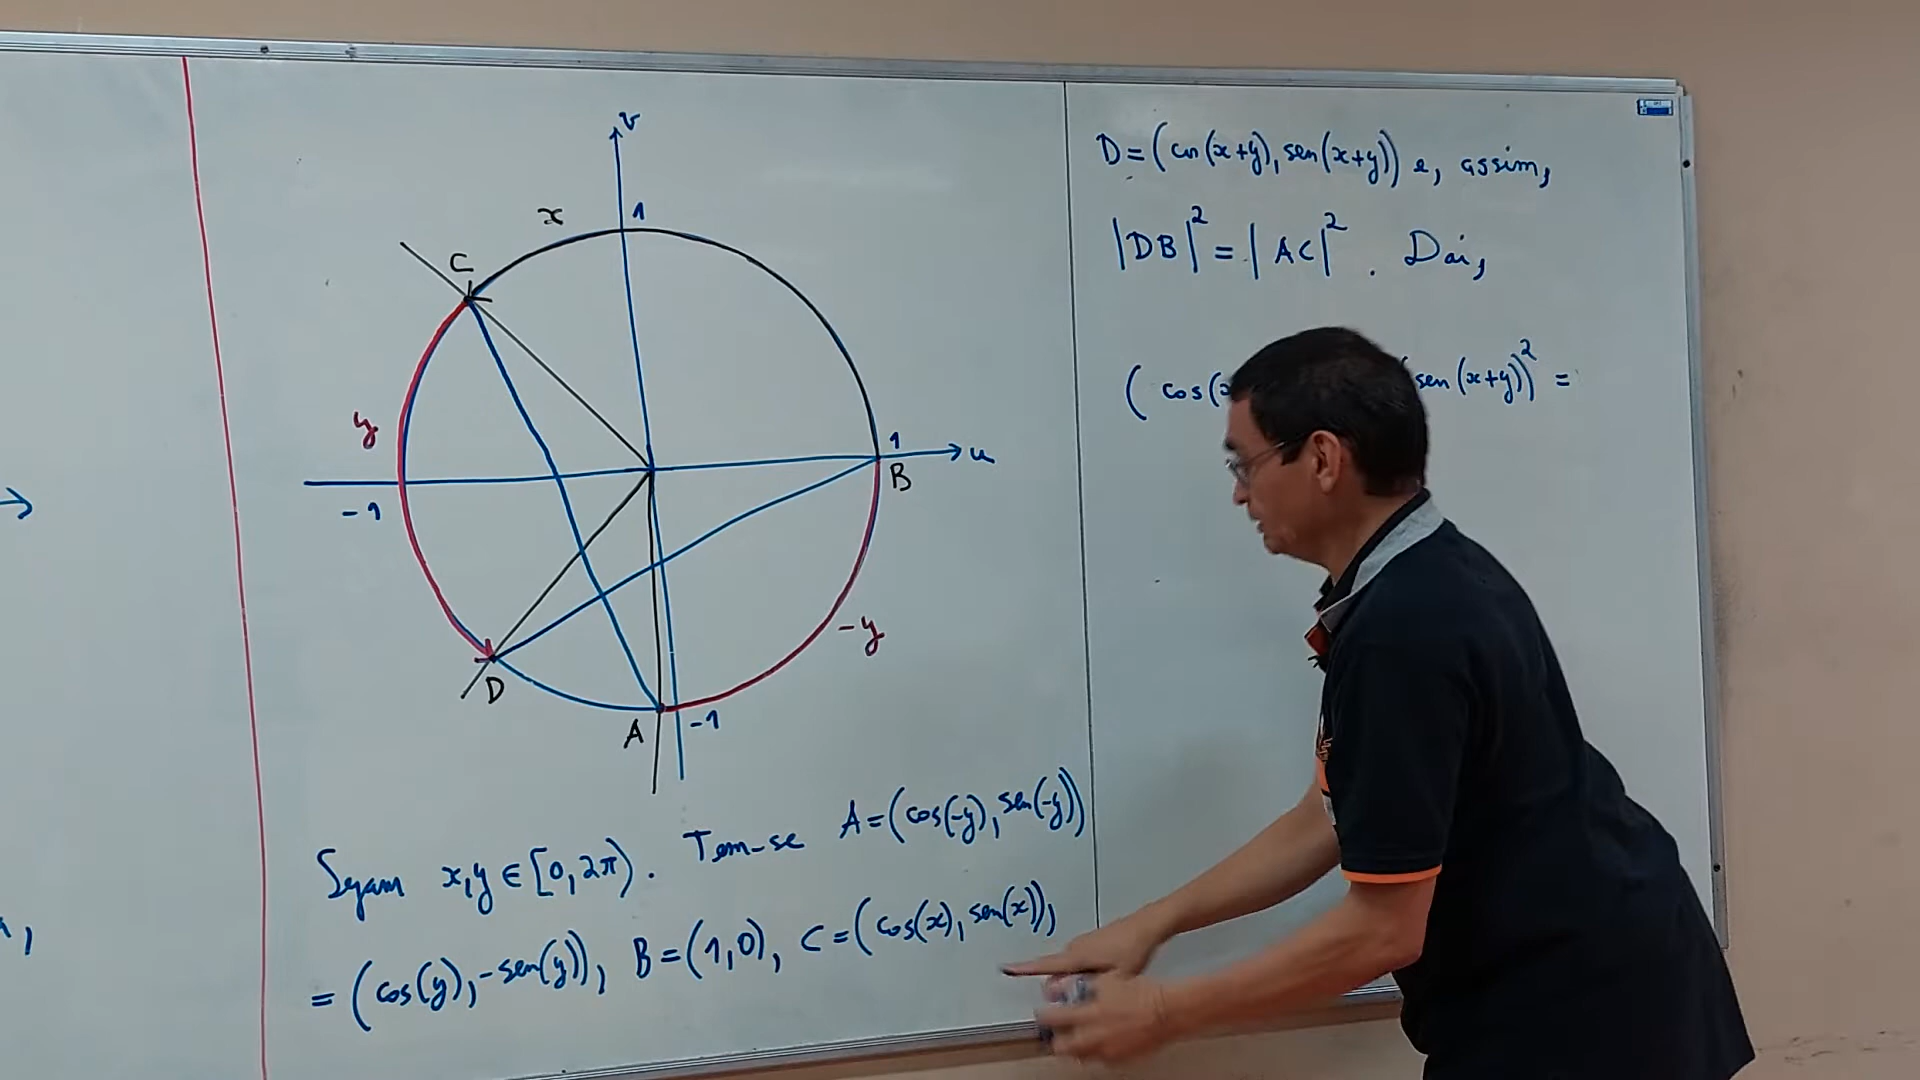 v
x
1
C
y
1
u
B
-1
-y
D
A
-1
Sejam x,y ∈ [0,2π). Tem-se A=(cos(-y), sen(-y))
= (cos(y), -sen(y)), B=(1,0), C=(cos(x), sen(x)),
D=(cos(x+y), sen(x+y)) e, assim,
|DB|² = |AC|². Daí,
(cos( sen(x+y))² =